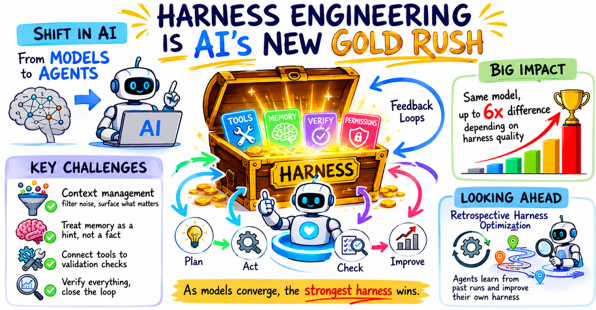 HARNESS ENGINEERING
IS AI's NEW GOLD RUSH
SHIFT IN AI
From MODELS
to AGENTS
AI
TOOLS
MEMORY
VERIFY
PERMISSIONS
HARNESS
Feedback
Loops
BIG IMPACT
Same model,
up to 6x difference
depending on
harness quality
KEY CHALLENGES
Context management
filter noise, surface what matters
Treat memory as a
hint, not a fact
Connect tools to
validation checks
Verify everything,
close the loop
Plan
Act
Check
Improve
LOOKING AHEAD
Retrospective Harness
Optimization
Agents learn from
past runs and improve
their own harness
As models converge, the strongest harness wins.